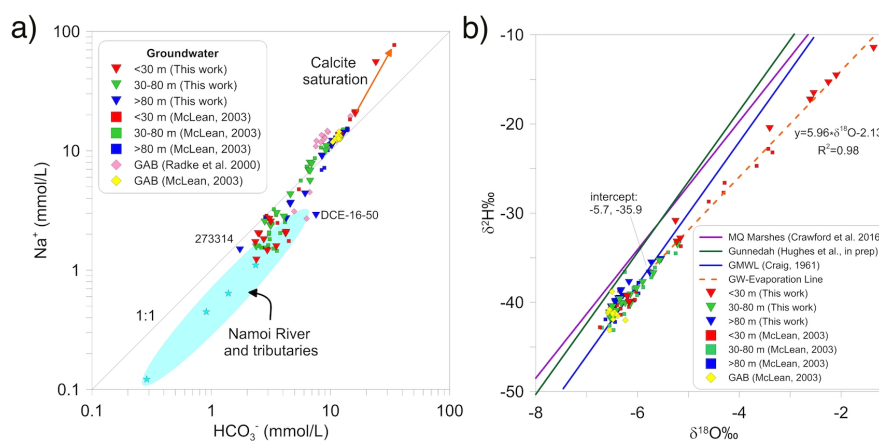 a)
100
10
1
0.1
Na⁺ (mmol/L)
Groundwater
<30 m (This work)
30-80 m (This work)
>80 m (This work)
<30 m (McLean, 2003)
30-80 m (McLean, 2003)
>80 m (McLean, 2003)
GAB (Radke et al. 2000)
GAB (McLean, 2003)
Calcite
saturation
DCE-16-50
273314
1:1
Namoi River
and tributaries
0.1
1
10
100
HCO₃⁻ (mmol/L)
b)
-10
-20
-30
-40
-50
δ²H‰
y=5.96*δ¹⁸O-2.13
R²=0.98
intercept:
-5.7, -35.9
MQ Marshes (Crawford et al. 2016
Gunnedah (Hughes et al., in prep)
GMWL (Craig, 1961)
GW-Evaporation Line
<30 m (This work)
30-80 m (This work)
>80 m (This work)
<30 m (McLean, 2003)
30-80 m (McLean, 2003)
>80 m (McLean, 2003)
GAB (McLean, 2003)
-8
-6
-4
-2
δ¹⁸O‰